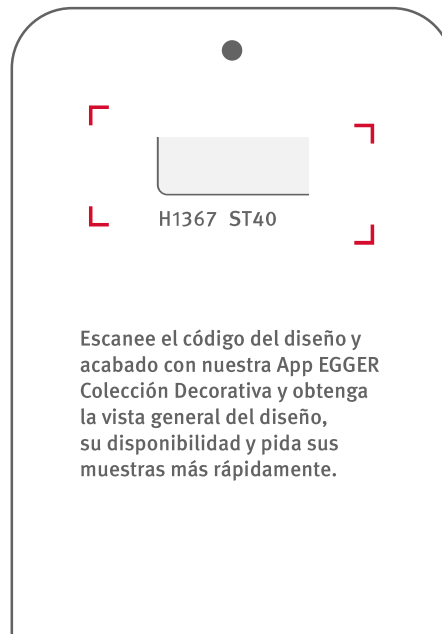 H1367 ST40
Escanee el código del diseño y
acabado con nuestra App EGGER
Colección Decorativa y obtenga
la vista general del diseño,
su disponibilidad y pida sus
muestras más rápidamente.